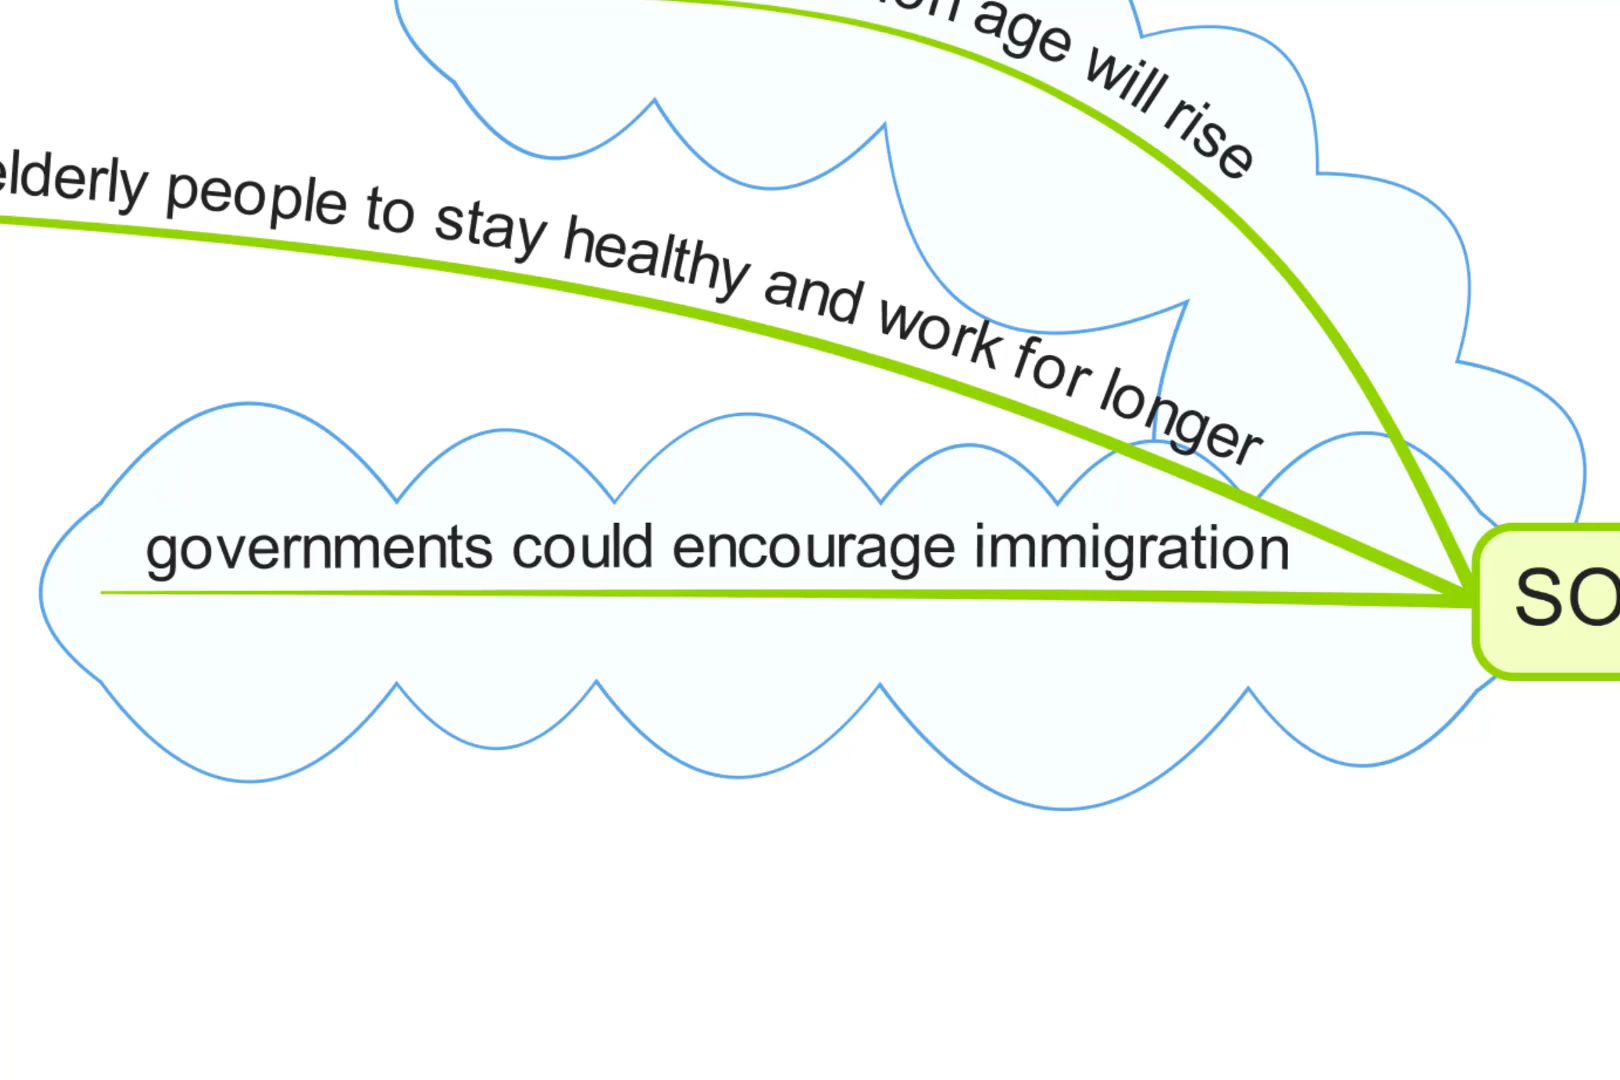 age will rise
elderly people to stay healthy and work for longer
governments could encourage immigration
SO